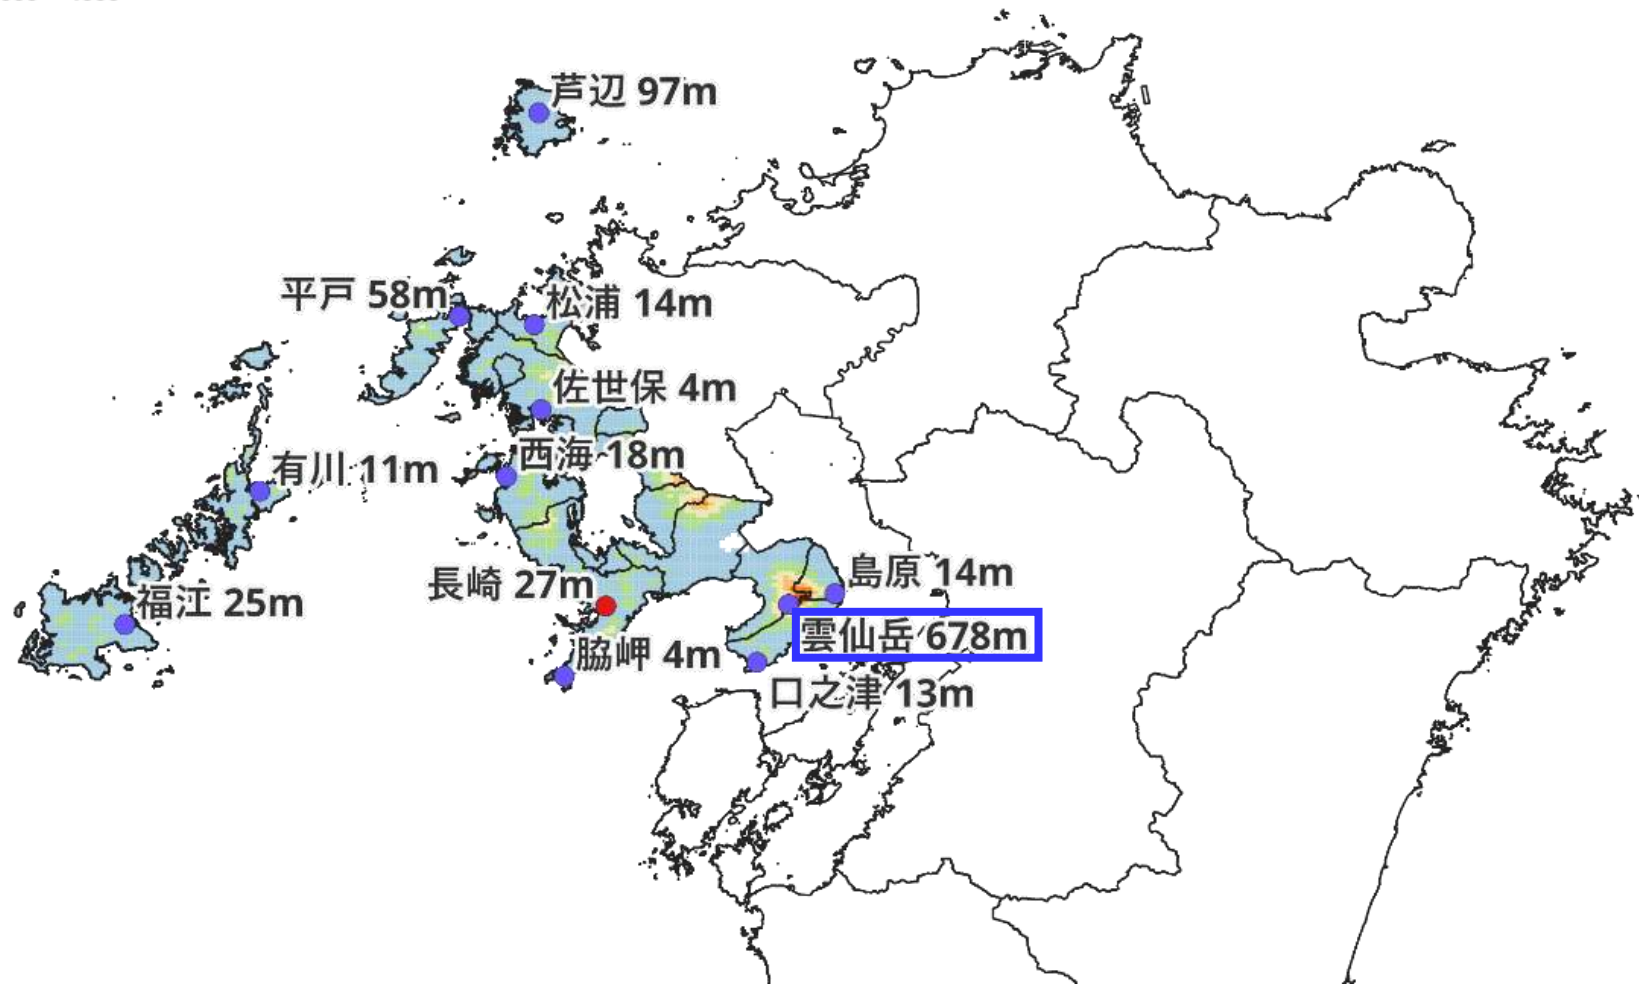 芦辺 97m
平戸 58m
松浦 14m
佐世保 4m
西海 18m
有川 11m
島原 14m
長崎 27m
福江 25m
雲仙岳 678m
脇岬 4m
口之津 13m